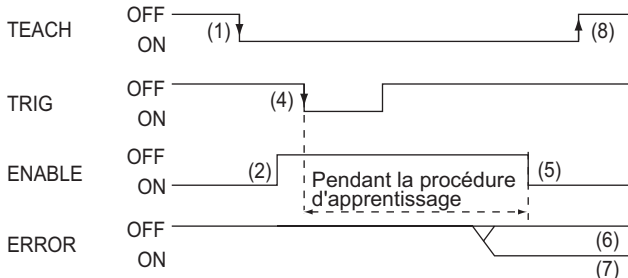 TEACH
OFF
ON
(1)
(8)
TRIG
OFF
ON
(4)
ENABLE
OFF
ON
(2)
Pendant la procédure
d'apprentissage
(5)
ERROR
OFF
ON
(6)
(7)